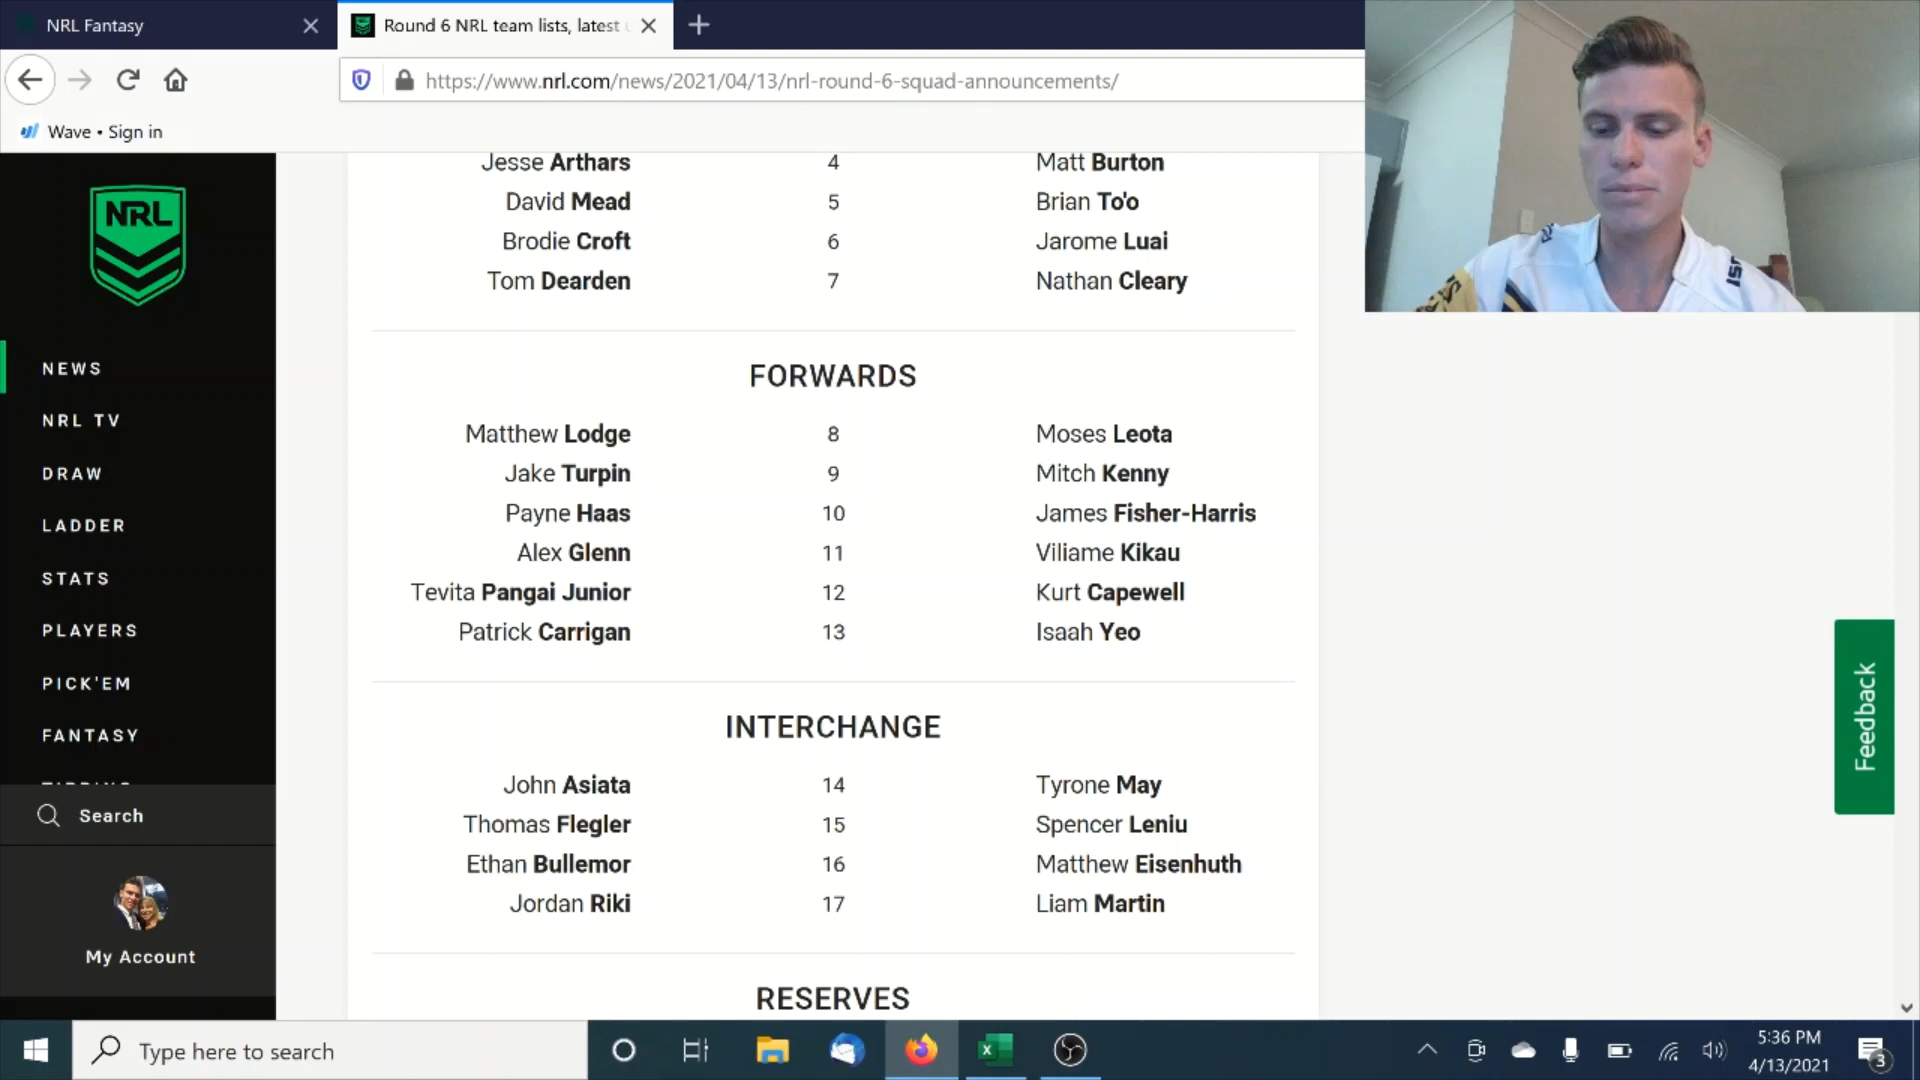 NRL Fantasy
Round 6 NRL team lists, latest
https://www.nrl.com/news/2021/04/13/nrl-round-6-squad-announcements/
Wave • Sign in
NRL
NEWS
NRL TV
DRAW
LADDER
STATS
PLAYERS
PICK'EM
FANTASY
Search
My Account
Jesse Arthars 4 Matt Burton
David Mead 5 Brian To'o
Brodie Croft 6 Jarome Luai
Tom Dearden 7 Nathan Cleary
FORWARDS
Matthew Lodge 8 Moses Leota
Jake Turpin 9 Mitch Kenny
Payne Haas 10 James Fisher-Harris
Alex Glenn 11 Viliame Kikau
Tevita Pangai Junior 12 Kurt Capewell
Patrick Carrigan 13 Isaah Yeo
INTERCHANGE
John Asiata 14 Tyrone May
Thomas Flegler 15 Spencer Leniu
Ethan Bullemor 16 Matthew Eisenhuth
Jordan Riki 17 Liam Martin
RESERVES
Feedback
ISC
Type here to search
5:36 PM
4/13/2021
3